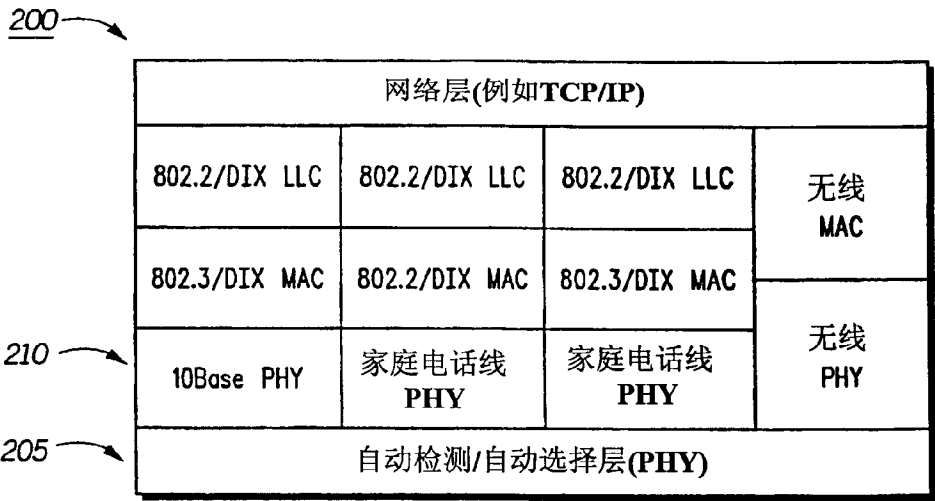 200
网络层(例如TCP/IP)
802.2/DIX LLC
802.2/DIX LLC
802.2/DIX LLC
无线
MAC
802.3/DIX MAC
802.2/DIX MAC
802.3/DIX MAC
210
10Base PHY
家庭电话线
PHY
家庭电话线
PHY
无线
PHY
205
自动检测/自动选择层(PHY)